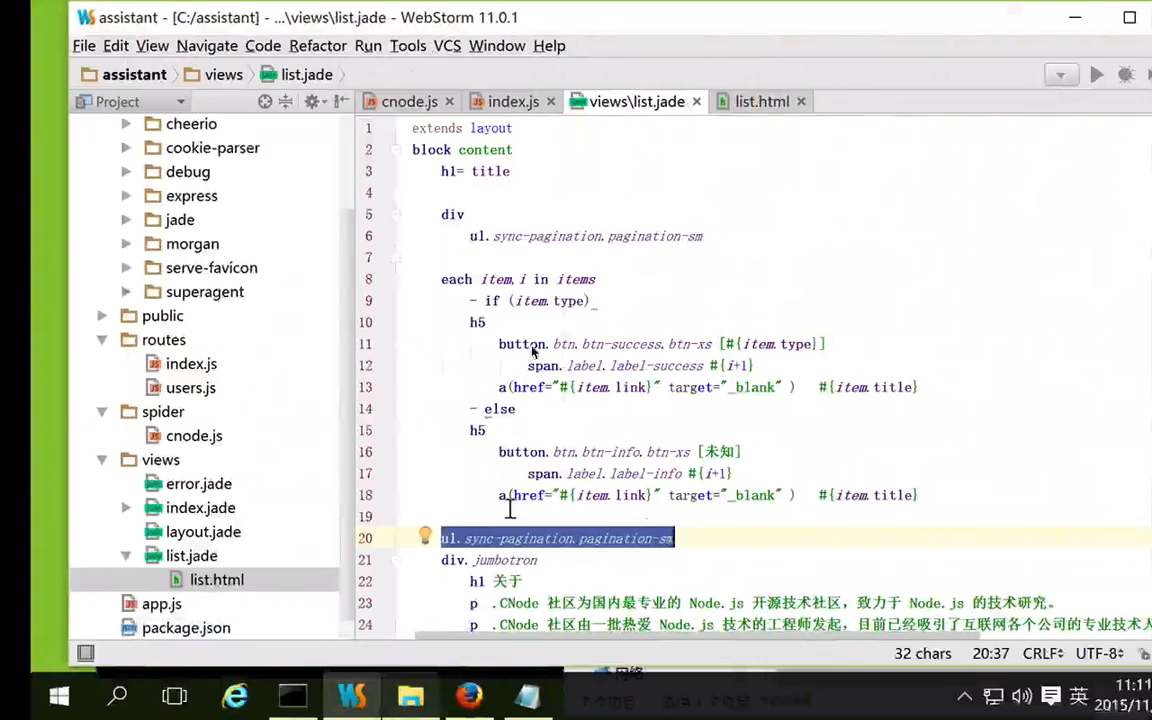 assistant - [C:/assistant] - ...\views\list.jade - WebStorm 11.0.1
File Edit View Navigate Code Refactor Run Tools VCS Window Help
assistant views list.jade
Project cnode.js index.js views\list.jade list.html
cheerio
cookie-parser
debug
express
jade
morgan
serve-favicon
superagent
public
routes
index.js
users.js
spider
cnode.js
views
error.jade
index.jade
layout.jade
list.jade
list.html
app.js
package.json
1 extends layout
2 block content
3 h1= title
4
5 div
6 ul.sync-pagination.pagination-sm
7
8 each item,i in items
9 - if (item.type)
10 h5
11 button.btn.btn-success.btn-xs [#{item.type}]
12 span.label.label-success #{i+1}
13 a(href="#{item.link}" target="_blank" ) #{item.title}
14 - else
15 h5
16 button.btn.btn-info.btn-xs [未知]
17 span.label.label-info #{i+1}
18 a(href="#{item.link}" target="_blank" ) #{item.title}
19
20 ul.sync-pagination.pagination-sm
21 div.jumbotron
22 h1 关于
23 p .CNode 社区为国内最专业的 Node.js 开源技术社区，致力于 Node.js 的技术研究。
24 p .CNode 社区由一批热爱 Node.js 技术的工程师发起，目前已经吸引了互联网各个公司的专业技术人
32 chars 20:37 CRLF UTF-8
网络
英
11:11
2015/11/